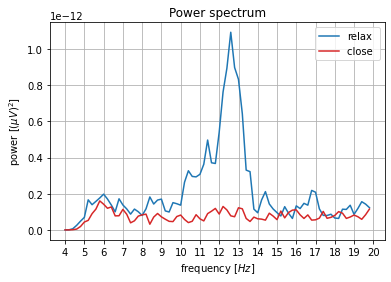 Power spectrum
1e−12
relax
close
1.0
0.8
0.6
0.4
0.2
0.0
power [(μV)²]
4 5 6 7 8 9 10 11 12 13 14 15 16 17 18 19 20
frequency [Hz]